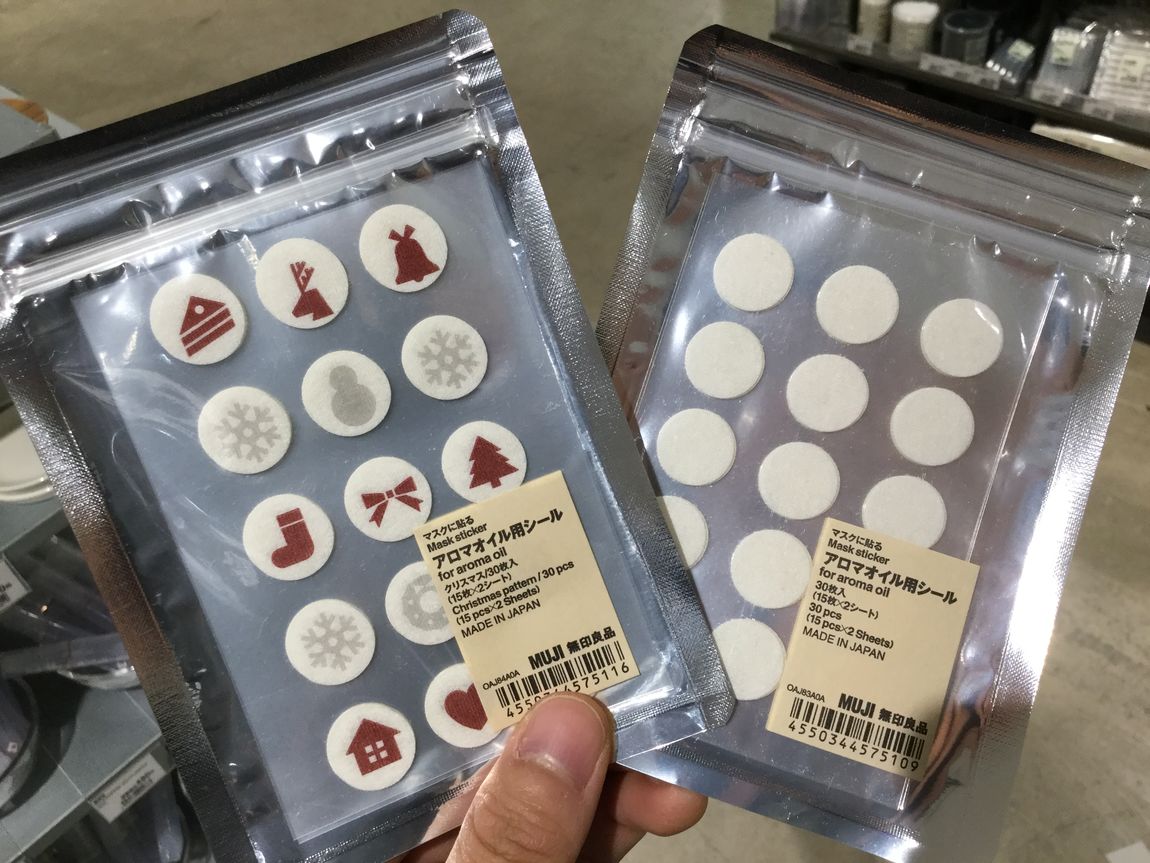 マスクに貼る
Mask sticker
アロマオイル用シール
for aroma oil
クリスマス/30枚入
(15枚×2シート)
Christmas pattern / 30 pcs
(15 pcs×2 Sheets)
MADE IN JAPAN
OAJ84A0A MUJI 無印良品
4550344575116
マスクに貼る
Mask sticker
アロマオイル用シール
for aroma oil
30枚入
(15枚×2シート)
30 pcs
(15 pcs×2 Sheets)
MADE IN JAPAN
OAJ83A0A MUJI 無印良品
4550344575109